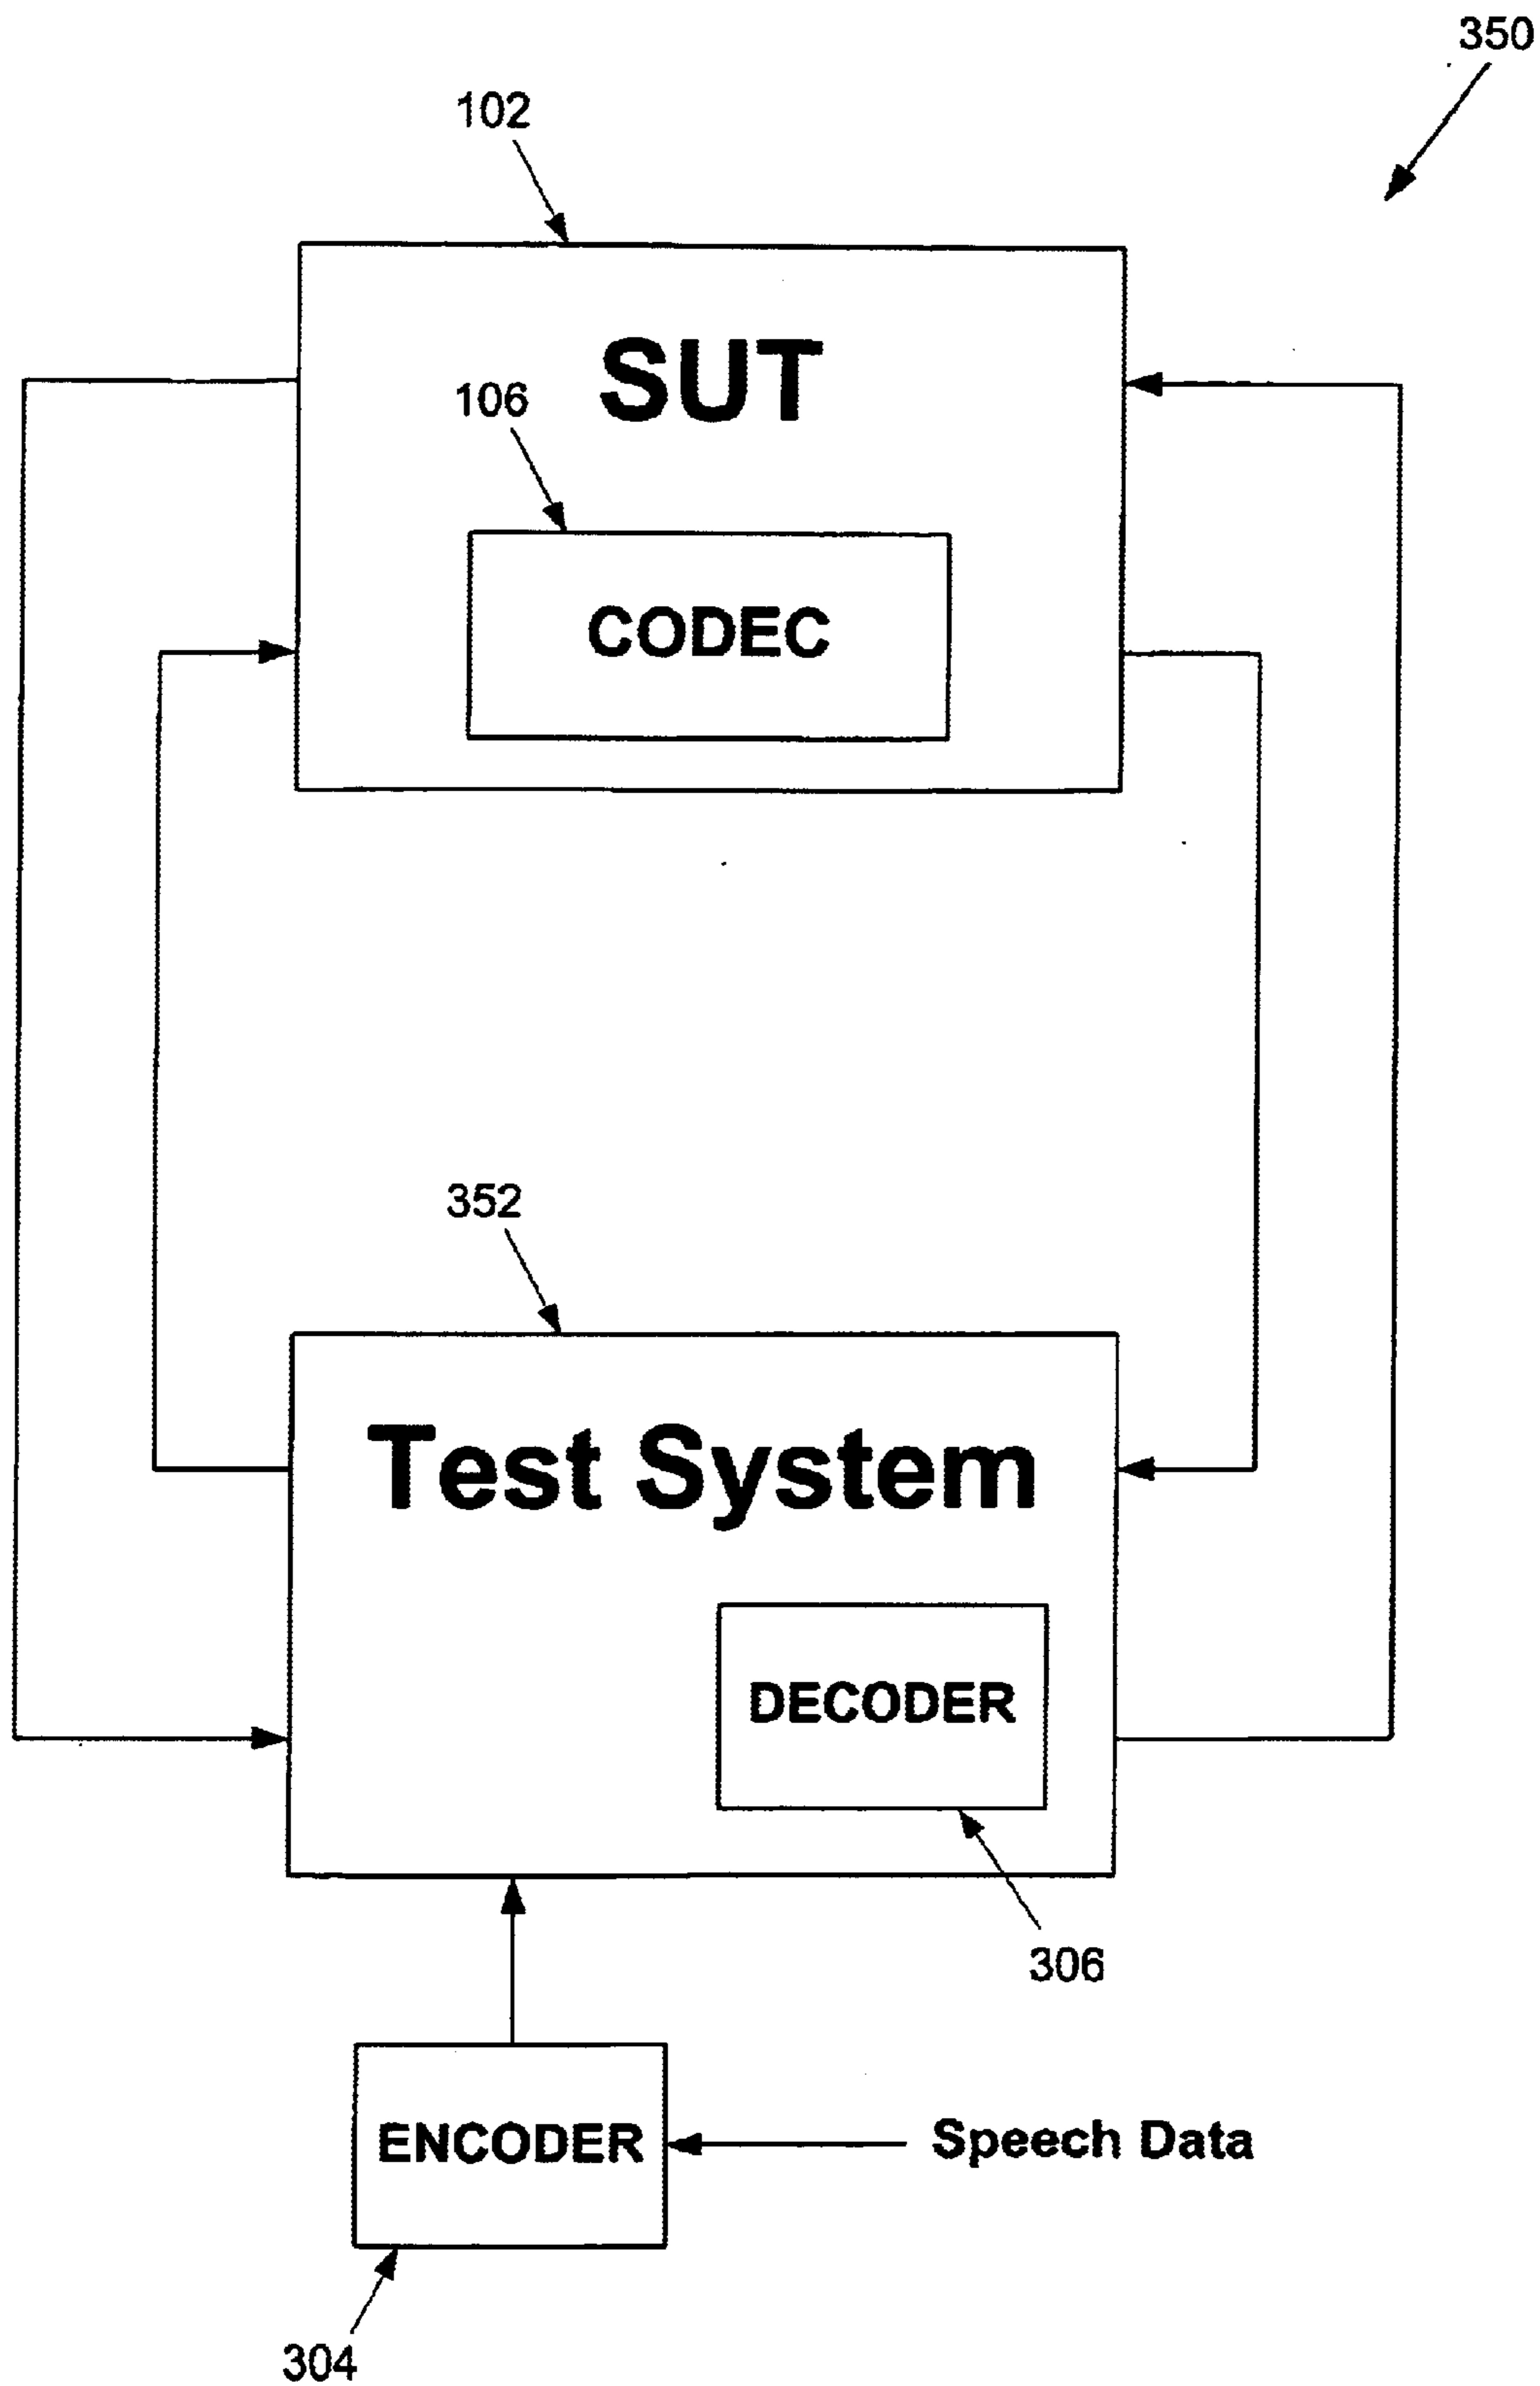 350
102
SUT
106
CODEC
352
Test System
DECODER
306
ENCODER
Speech Data
304